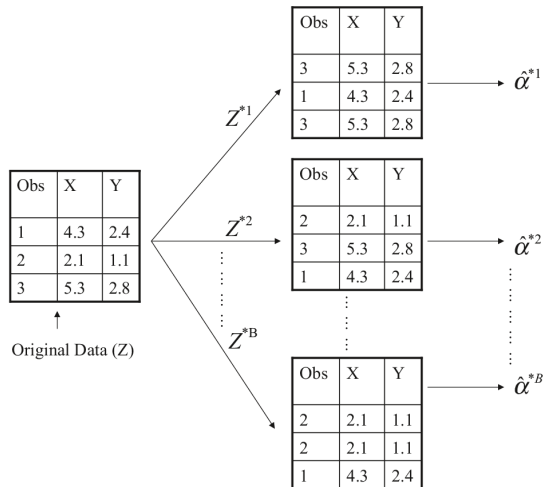 Obs X Y
3 5.3 2.8
1 4.3 2.4
3 5.3 2.8
Z*1
α̂*1
Obs X Y
1 4.3 2.4
2 2.1 1.1
3 5.3 2.8
Original Data (Z)
Z*2
Obs X Y
2 2.1 1.1
3 5.3 2.8
1 4.3 2.4
α̂*2
Z*B
Obs X Y
2 2.1 1.1
2 2.1 1.1
1 4.3 2.4
α̂*B